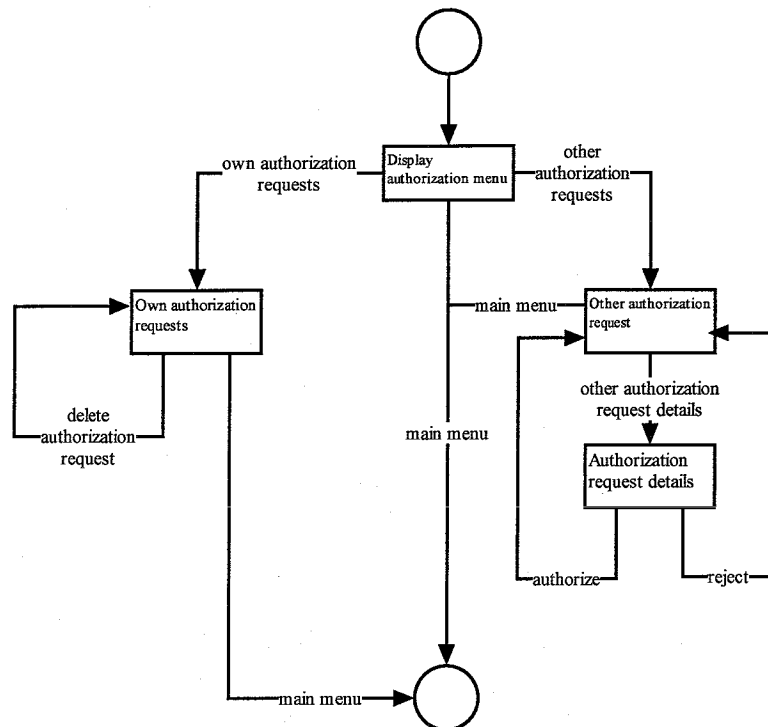 Display
authorization menu
own authorization
requests
other
authorization
requests
Own authorization
requests
main menu
Other authorization
request
other authorization
request details
delete
authorization
request
main menu
Authorization
request details
authorize
reject
main menu